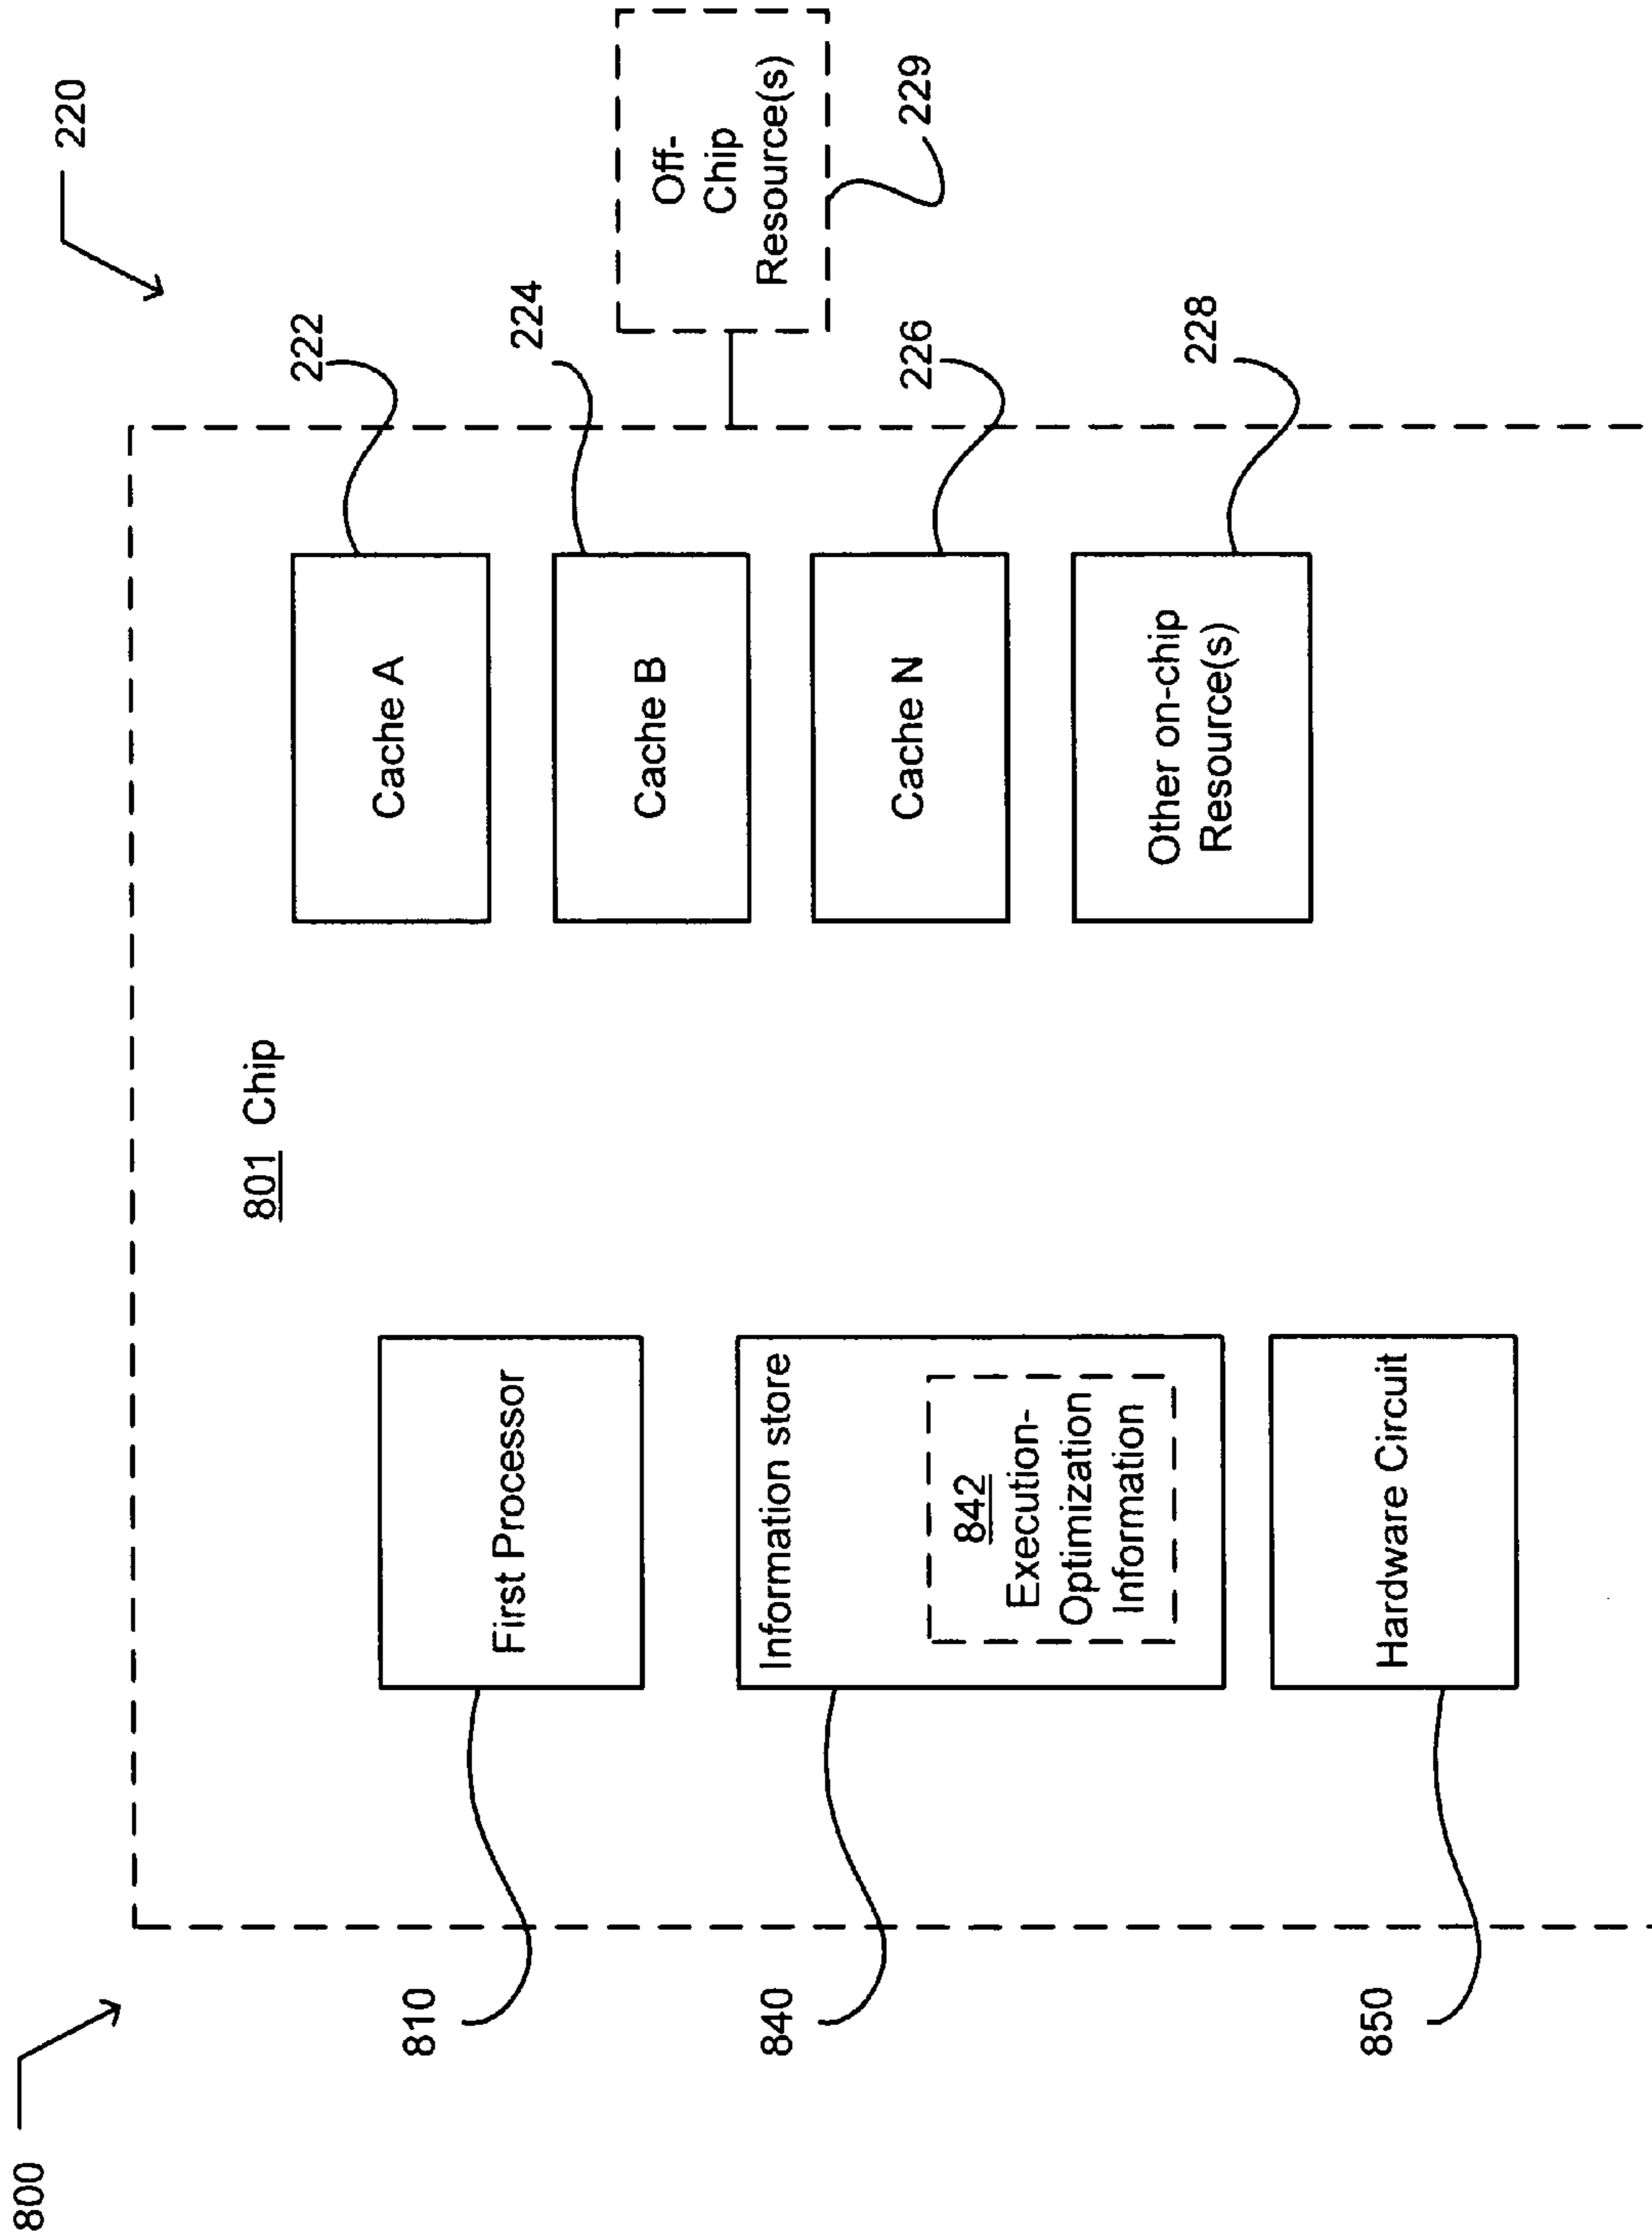 800
220
801 Chip
810
First Processor
Cache A
222
840
Information store
842
Execution-
Optimization
Information
Cache B
224
Off-
Chip
Resource(s)
229
Cache N
226
850
Hardware Circuit
Other on-chip
Resource(s)
228